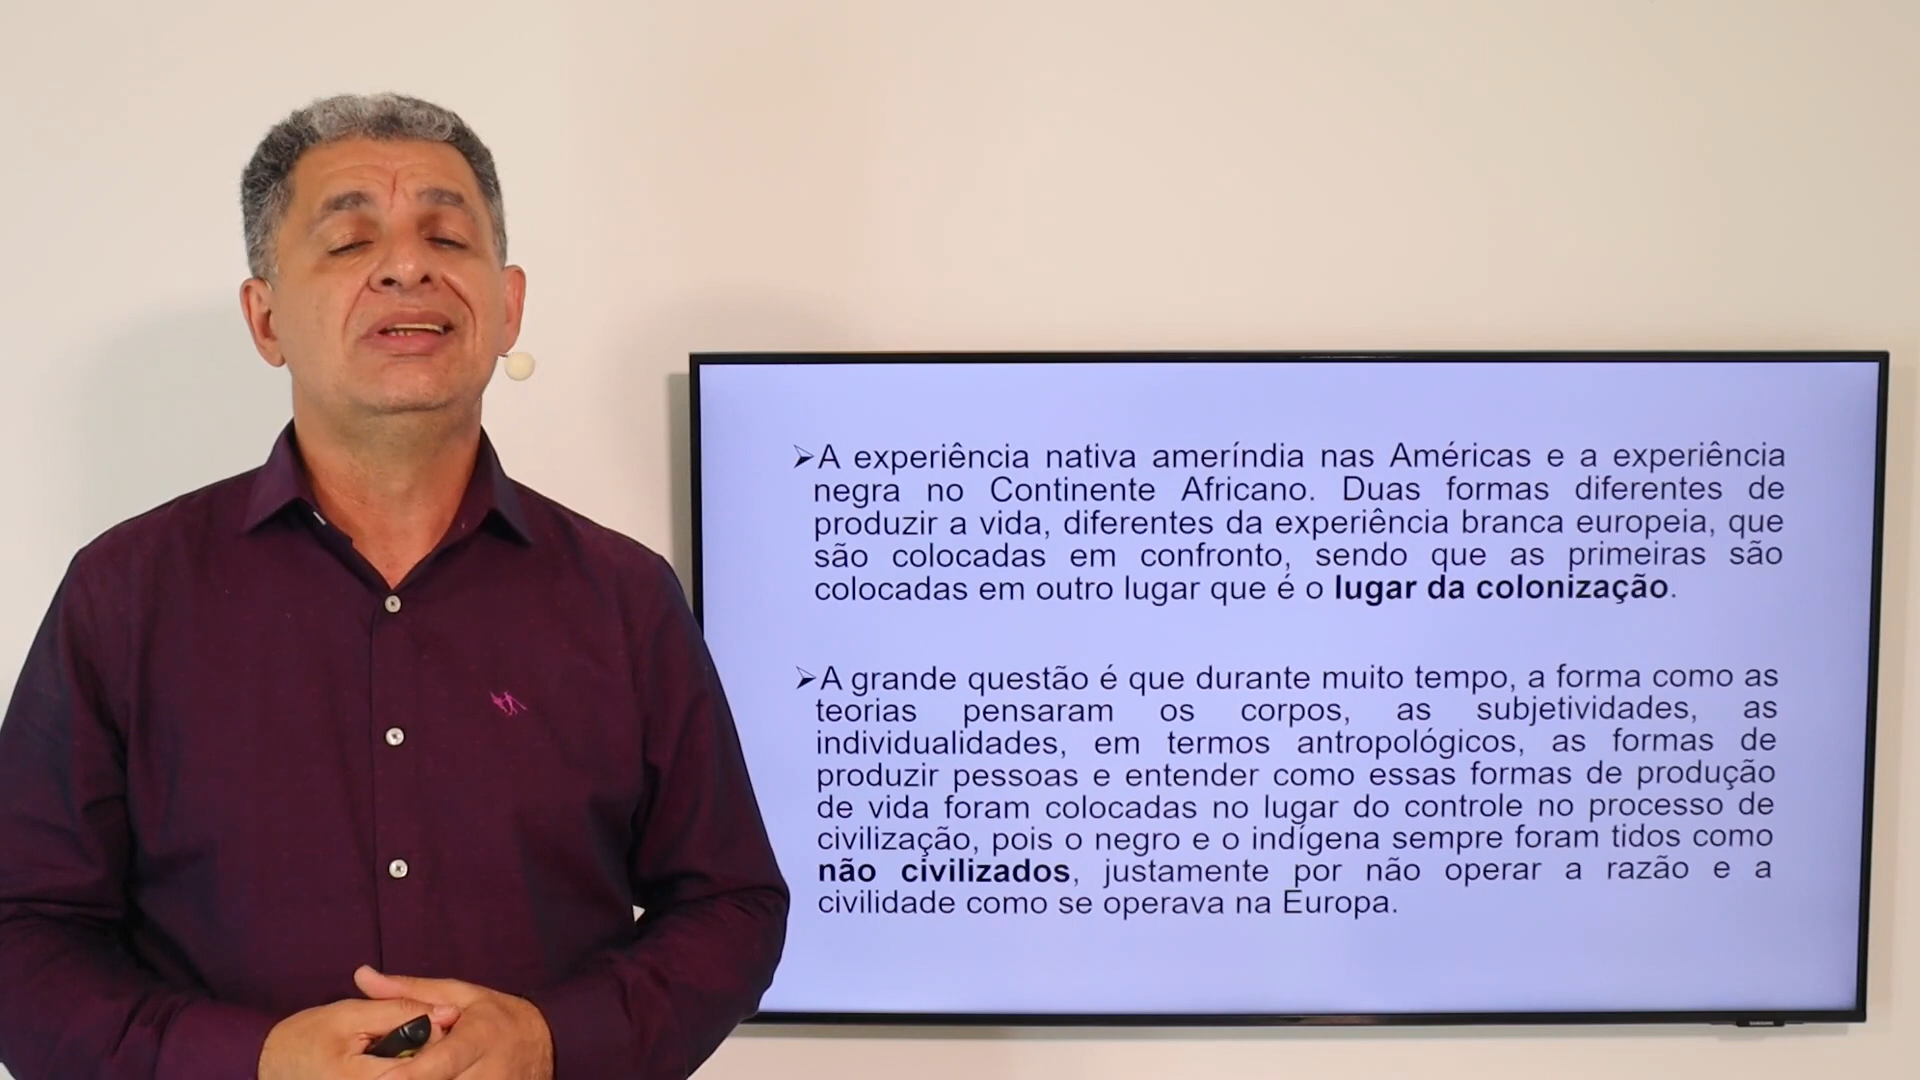 ➢A experiência nativa ameríndia nas Américas e a experiência
negra no Continente Africano. Duas formas diferentes de
produzir a vida, diferentes da experiência branca europeia, que
são colocadas em confronto, sendo que as primeiras são
colocadas em outro lugar que é o lugar da colonização.
➢A grande questão é que durante muito tempo, a forma como as
teorias pensaram os corpos, as subjetividades, as
individualidades, em termos antropológicos, as formas de
produzir pessoas e entender como essas formas de produção
de vida foram colocadas no lugar do controle no processo de
civilização, pois o negro e o indígena sempre foram tidos como
não civilizados, justamente por não operar a razão e a
civilidade como se operava na Europa.
SAMSUNG